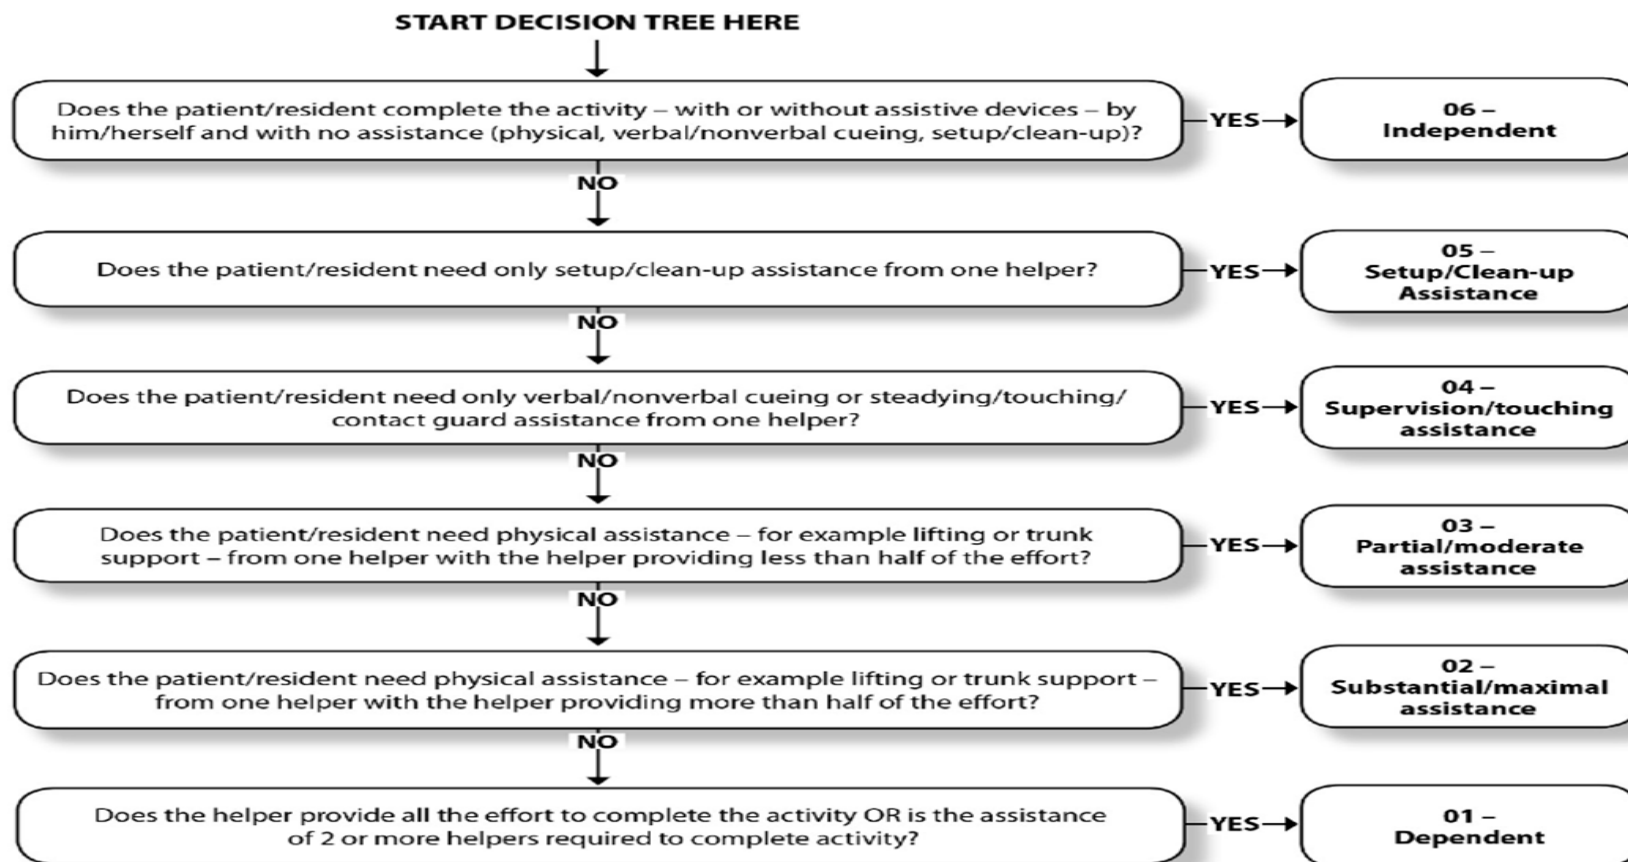 START DECISION TREE HERE
Does the patient/resident complete the activity – with or without assistive devices – by
him/herself and with no assistance (physical, verbal/nonverbal cueing, setup/clean-up)?
YES
06 –
Independent
NO
Does the patient/resident need only setup/clean-up assistance from one helper?
YES
05 –
Setup/Clean-up
Assistance
NO
Does the patient/resident need only verbal/nonverbal cueing or steadying/touching/
contact guard assistance from one helper?
YES
04 –
Supervision/touching
assistance
NO
Does the patient/resident need physical assistance – for example lifting or trunk
support – from one helper with the helper providing less than half of the effort?
YES
03 –
Partial/moderate
assistance
NO
Does the patient/resident need physical assistance – for example lifting or trunk support –
from one helper with the helper providing more than half of the effort?
YES
02 –
Substantial/maximal
assistance
NO
Does the helper provide all the effort to complete the activity OR is the assistance
of 2 or more helpers required to complete activity?
YES
01 –
Dependent